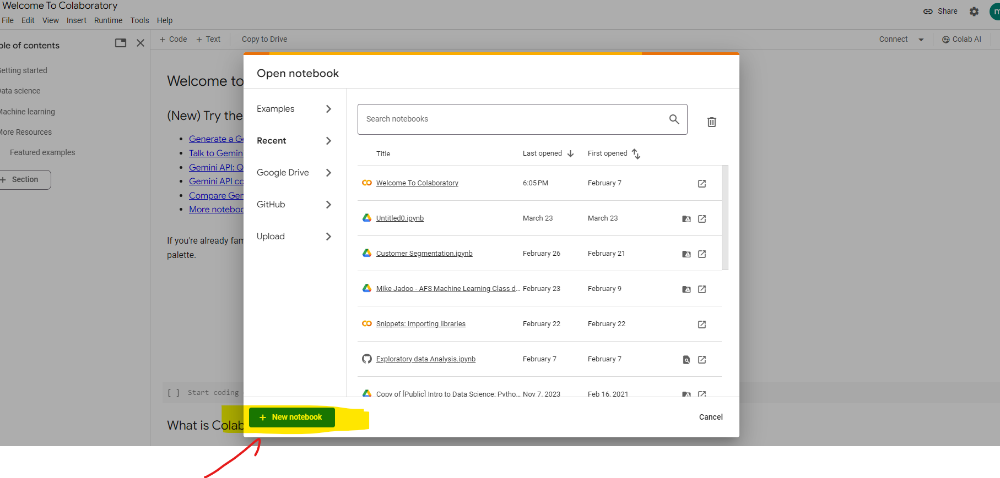 Welcome To Colaboratory
File Edit View Insert Runtime Tools Help
Share
ble of contents
Getting started
Data science
Machine learning
More Resources
Featured examples
+ Section
+ Code + Text Copy to Drive
Connect
Colab AI
Welcome to
(New) Try the
Generate a Ge
Talk to Gemin
Gemini API: Q
Gemini API co
Compare Gem
More noteboo
If you're already fam
palette.
[ ] Start coding
What is Colab
Open notebook
Examples
Recent
Google Drive
GitHub
Upload
Search notebooks
Title Last opened First opened
Welcome To Colaboratory 6:05 PM February 7
Untitled0.ipynb March 23 March 23
Customer Segmentation.ipynb February 26 February 21
Mike Jadoo - AFS Machine Learning Class d... February 23 February 9
Snippets: Importing libraries February 22 February 22
Exploratory data Analysis.ipynb February 7 February 7
Copy of [Public] Intro to Data Science: Pytho... Nov 7, 2023 Feb 16, 2021
+ New notebook
Cancel